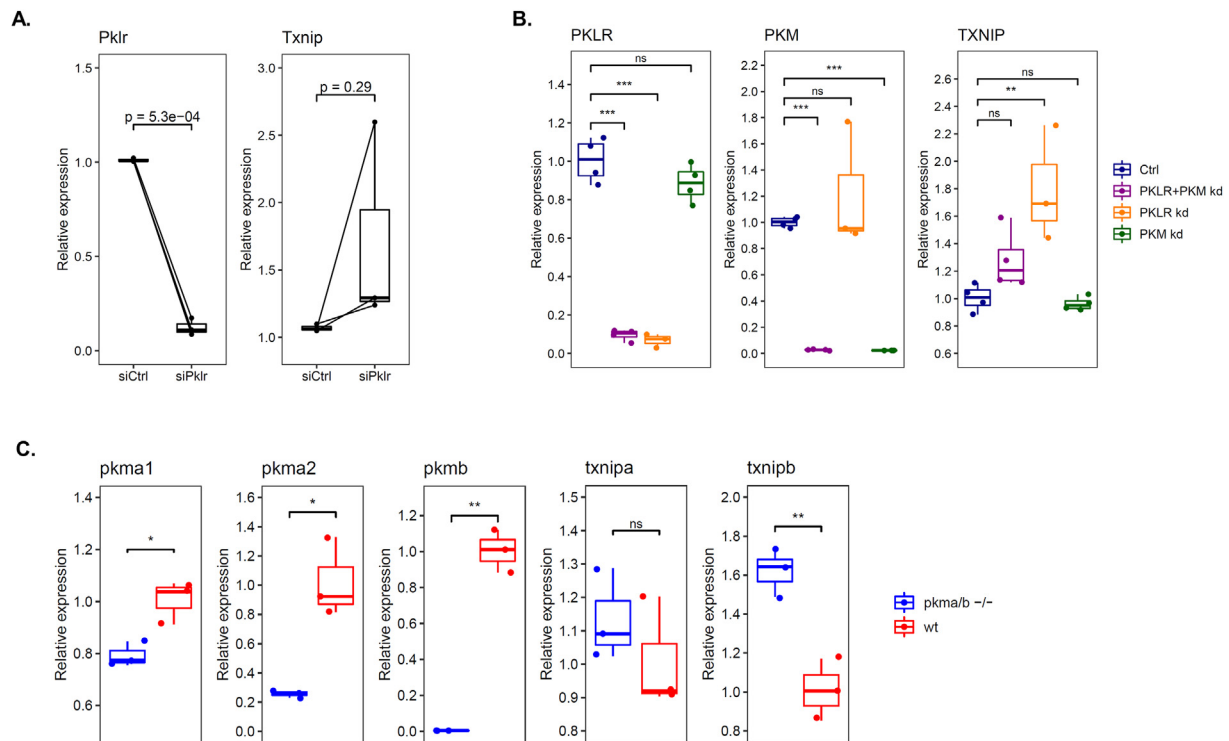 A.
Pklr
Txnip
Relative expression
1.5
1.0
0.5
0.0
p = 5.3e−04
siCtrl
siPklr
Relative expression
3.0
2.5
2.0
1.5
1.0
p = 0.29
siCtrl
siPklr
B.
PKLR
PKM
TXNIP
Relative expression
1.4
1.2
1.0
0.8
0.6
0.4
0.2
0.0
ns
***
***
Relative expression
2.2
2.0
1.8
1.6
1.4
1.2
1.0
0.8
0.6
0.4
0.2
0.0
***
ns
***
Relative expression
2.6
2.4
2.2
2.0
1.8
1.6
1.4
1.2
1.0
0.8
0.6
ns
**
ns
Ctrl
PKLR+PKM kd
PKLR kd
PKM kd
C.
pkma1
pkma2
pkmb
txnipa
txnipb
Relative expression
1.4
1.2
1.0
0.8
0.6
*
Relative expression
1.6
1.4
1.2
1.0
0.8
0.6
0.4
0.2
0.0
*
Relative expression
1.2
1.0
0.8
0.6
0.4
0.2
0.0
**
Relative expression
1.5
1.4
1.3
1.2
1.1
1.0
0.9
0.8
ns
Relative expression
2.0
1.8
1.6
1.4
1.2
1.0
0.8
**
pkma/b −/−
wt